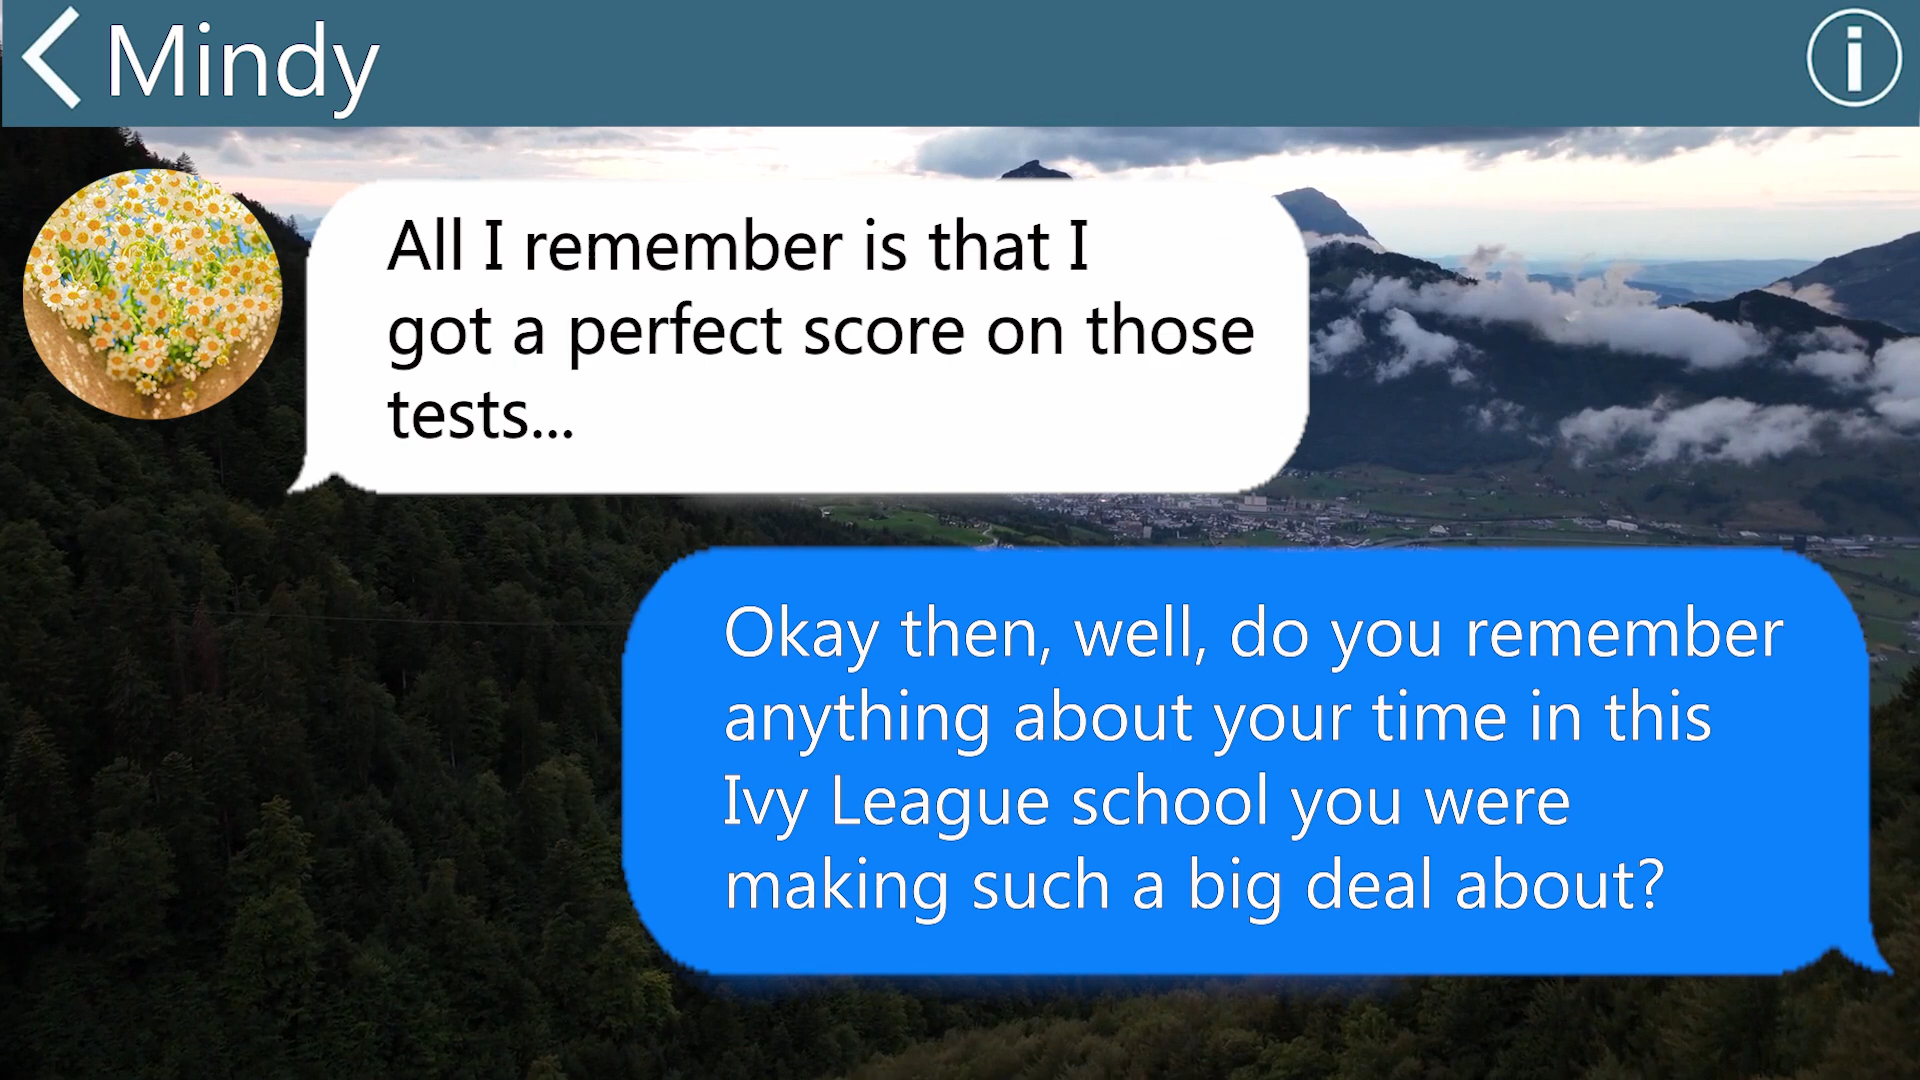 Mindy
All I remember is that I
got a perfect score on those
tests...
Okay then, well, do you remember
anything about your time in this
Ivy League school you were
making such a big deal about?